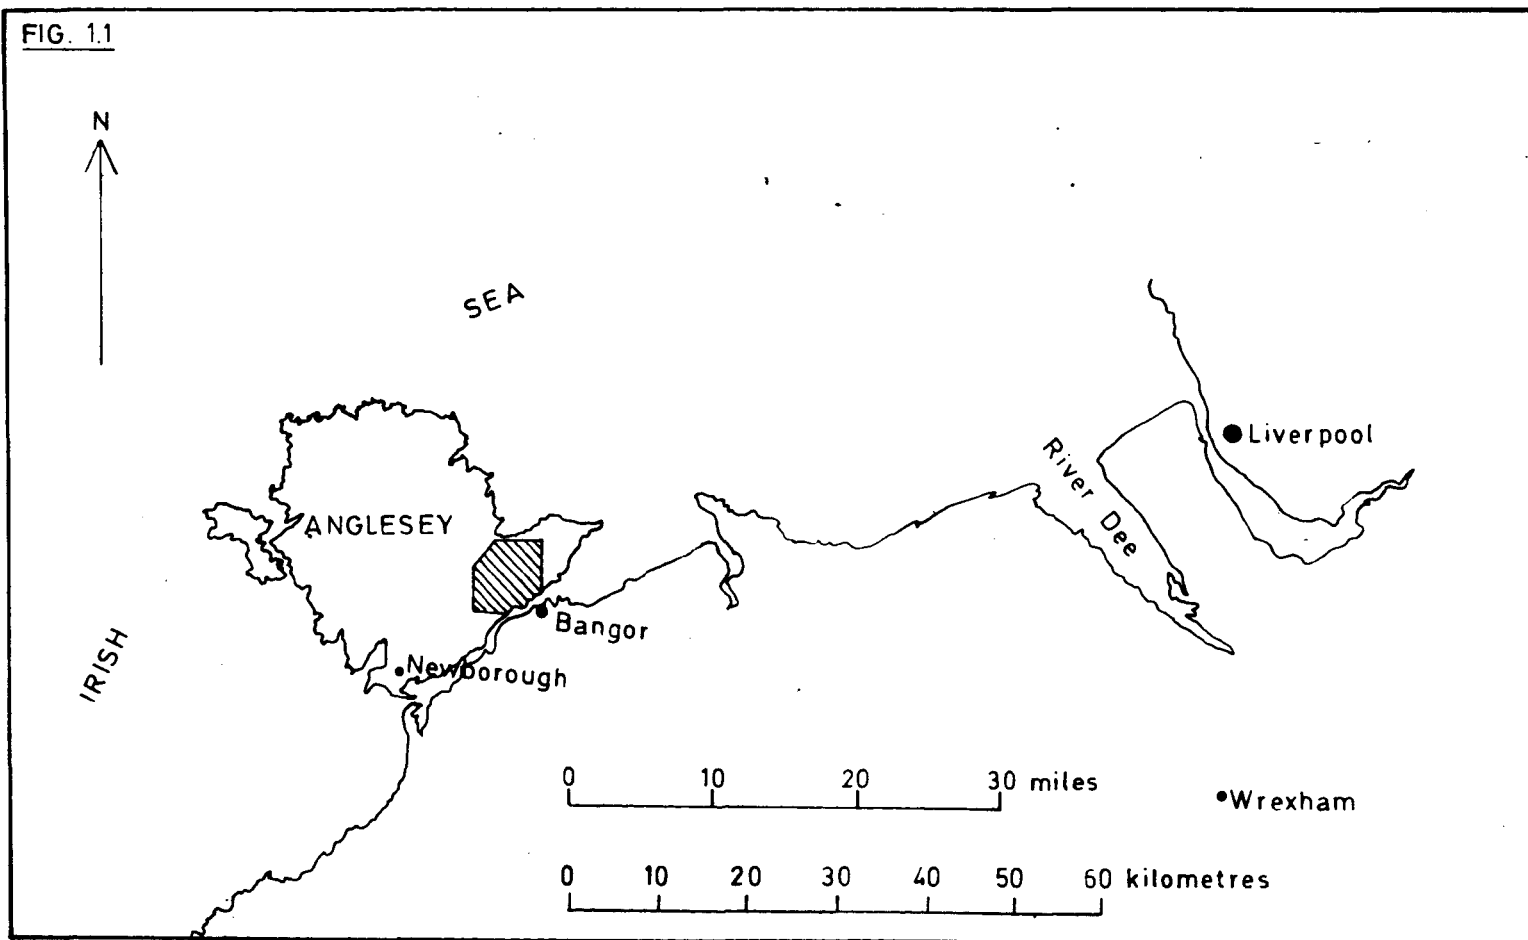 FIG. 1.1
N
SEA
Liverpool
River Dee
ANGLESEY
Bangor
IRISH
Newborough
0 10 20 30 miles
Wrexham
0 10 20 30 40 50 60 kilometres